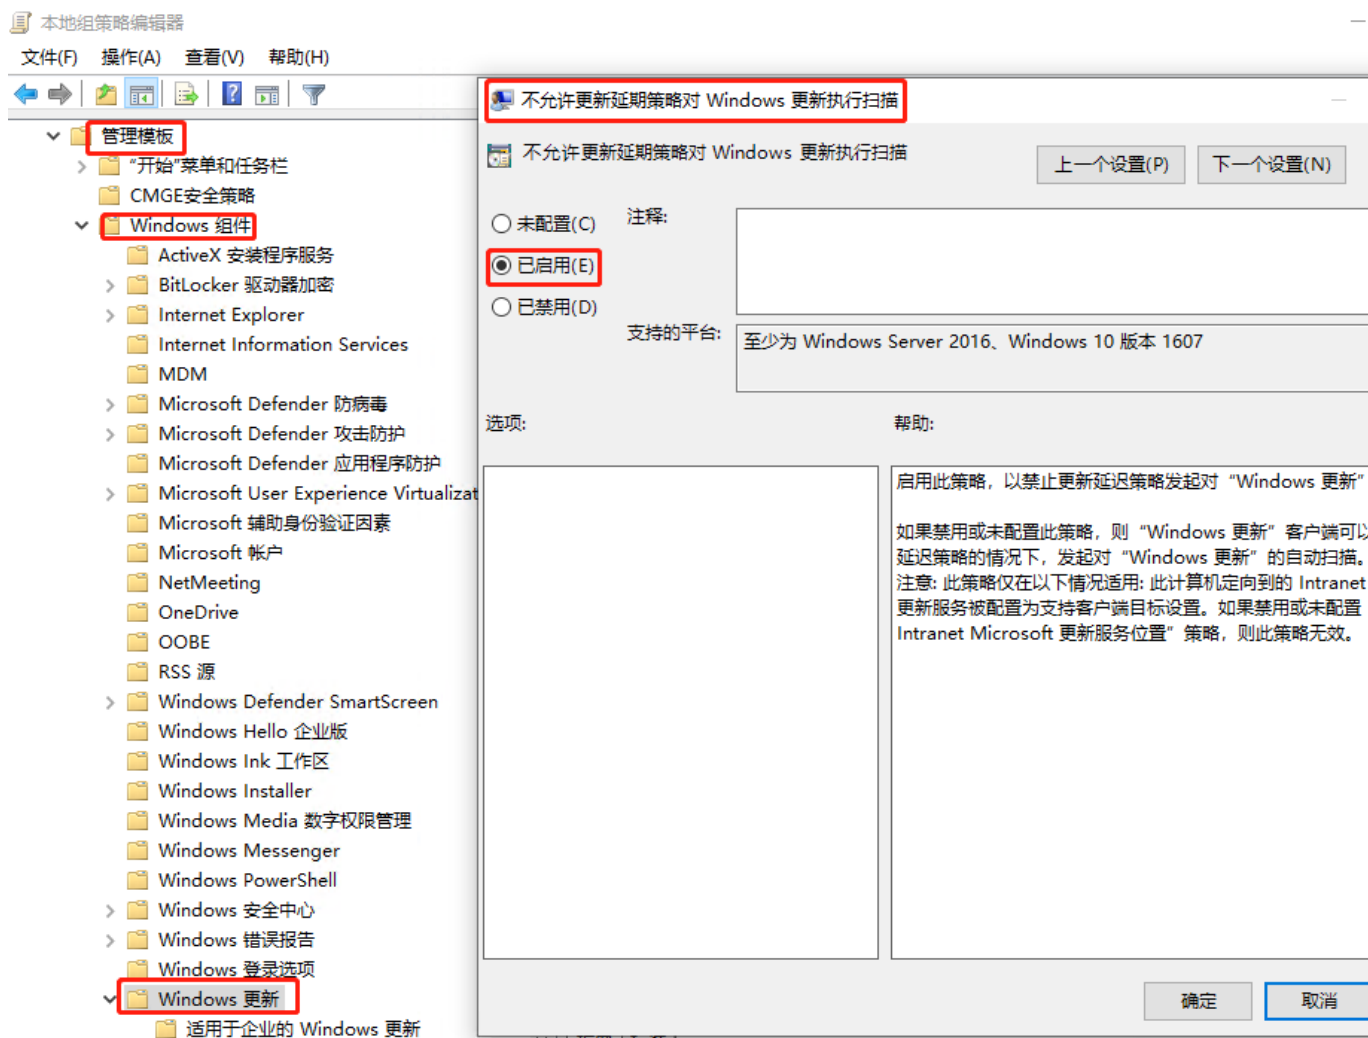 本地组策略编辑器
文件(F) 操作(A) 查看(V) 帮助(H)
管理模板
"开始"菜单和任务栏
CMGE安全策略
Windows 组件
ActiveX 安装程序服务
BitLocker 驱动器加密
Internet Explorer
Internet Information Services
MDM
Microsoft Defender 防病毒
Microsoft Defender 攻击防护
Microsoft Defender 应用程序防护
Microsoft User Experience Virtualizat
Microsoft 辅助身份验证因素
Microsoft 帐户
NetMeeting
OneDrive
OOBE
RSS 源
Windows Defender SmartScreen
Windows Hello 企业版
Windows Ink 工作区
Windows Installer
Windows Media 数字权限管理
Windows Messenger
Windows PowerShell
Windows 安全中心
Windows 错误报告
Windows 登录选项
Windows 更新
适用于企业的 Windows 更新
不允许更新延期策略对 Windows 更新执行扫描
不允许更新延期策略对 Windows 更新执行扫描
上一个设置(P) 下一个设置(N)
未配置(C) 注释:
已启用(E)
已禁用(D)
支持的平台: 至少为 Windows Server 2016、Windows 10 版本 1607
选项: 帮助:
启用此策略，以禁止更新延迟策略发起对“Windows 更新”
如果禁用或未配置此策略，则“Windows 更新”客户端可以
延迟策略的情况下，发起对“Windows 更新”的自动扫描。
注意: 此策略仅在以下情况适用: 此计算机定向到的 Intranet
更新服务被配置为支持客户端目标设置。如果禁用或未配置
Intranet Microsoft 更新服务位置”策略，则此策略无效。
确定 取消